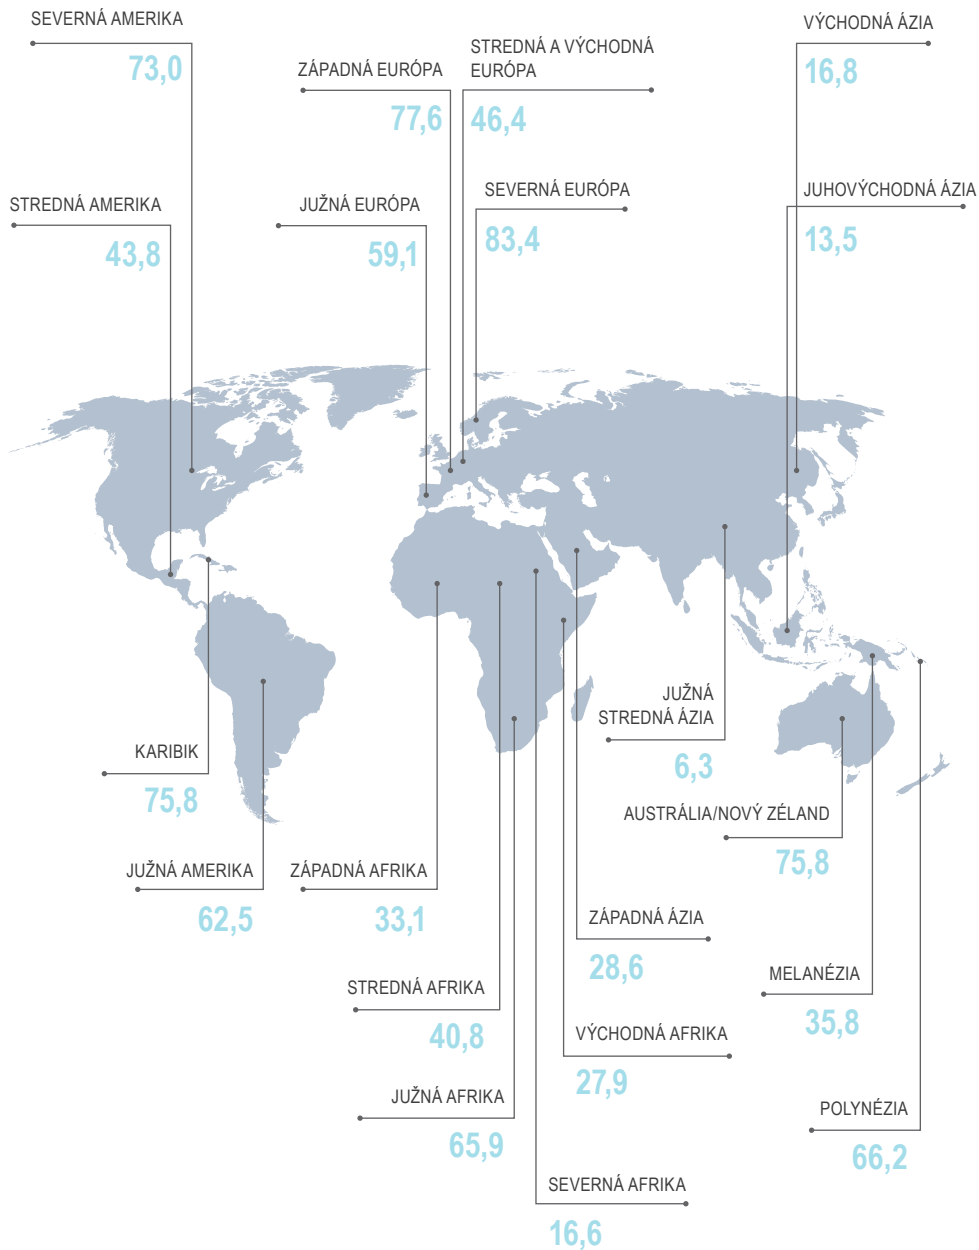 SEVERNÁ AMERIKA
73,0
ZÁPADNÁ EURÓPA
77,6
STREDNÁ A VÝCHODNÁ
EURÓPA
46,4
VÝCHODNÁ ÁZIA
16,8
STREDNÁ AMERIKA
43,8
JUŽNÁ EURÓPA
59,1
SEVERNÁ EURÓPA
83,4
JUHOVÝCHODNÁ ÁZIA
13,5
KARIBIK
75,8
JUŽNÁ
STREDNÁ ÁZIA
6,3
AUSTRÁLIA/NOVÝ ZÉLAND
75,8
JUŽNÁ AMERIKA
62,5
ZÁPADNÁ AFRIKA
33,1
ZÁPADNÁ ÁZIA
28,6
MELANÉZIA
35,8
STREDNÁ AFRIKA
40,8
VÝCHODNÁ AFRIKA
27,9
JUŽNÁ AFRIKA
65,9
POLYNÉZIA
66,2
SEVERNÁ AFRIKA
16,6